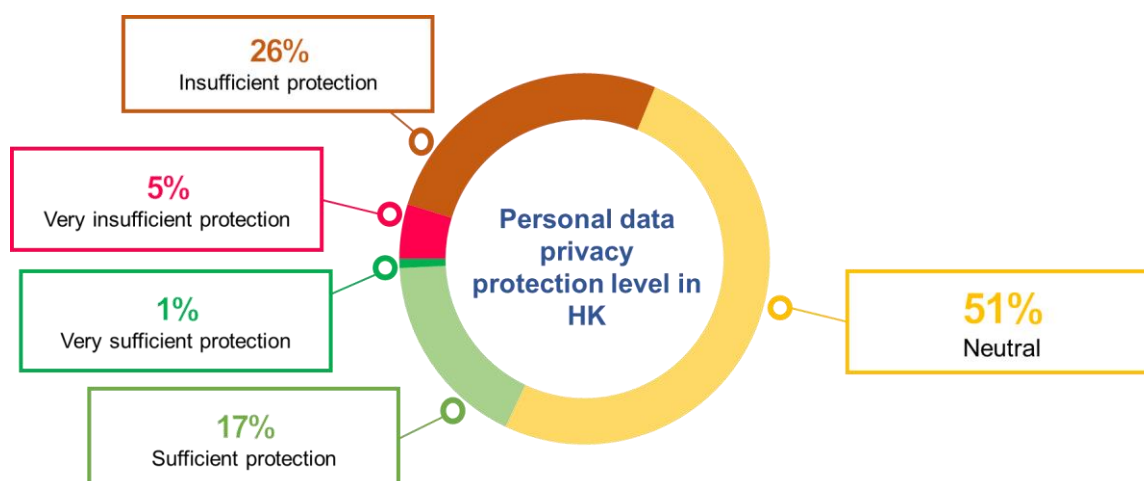 26%
Insufficient protection
5%
Very insufficient protection
1%
Very sufficient protection
17%
Sufficient protection
Personal data
privacy
protection level in
HK
51%
Neutral